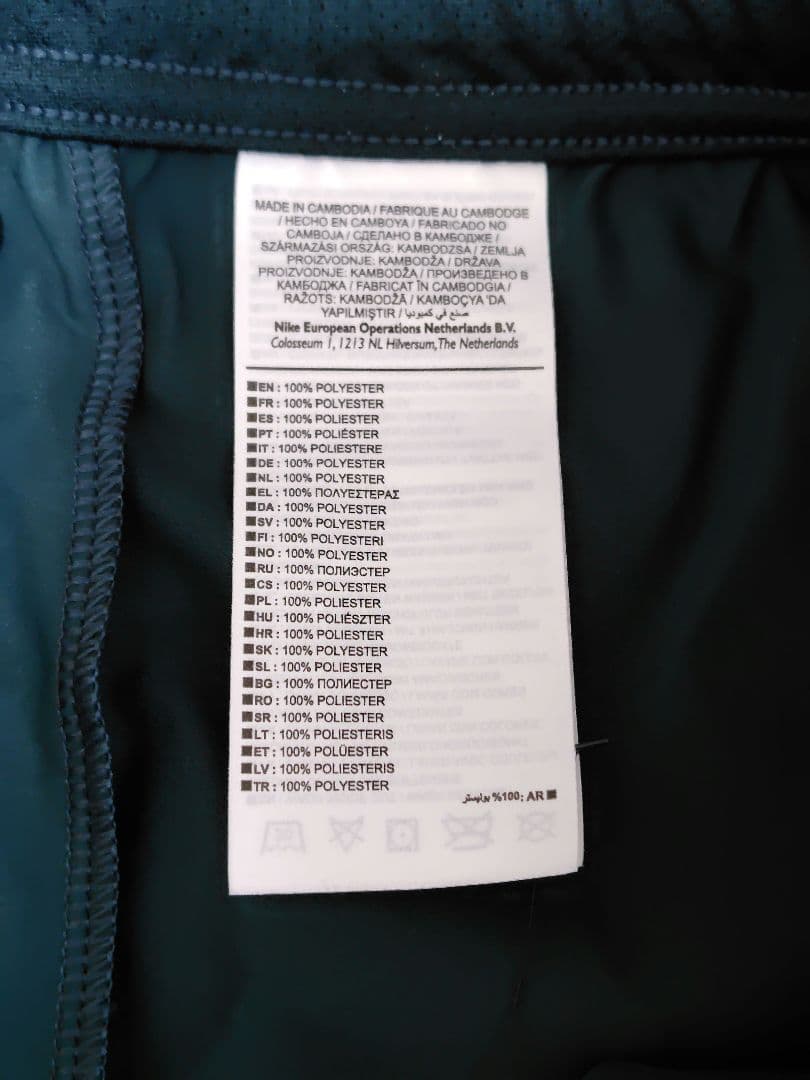 MADE IN CAMBODIA / FABRIQUE AU CAMBODGE
/ HECHO EN CAMBOYA / FABRICADO NO
CAMBOJA / СДЕЛАНО В КАМБОДЖЕ /
SZÁRMAZÁSI ORSZÁG: KAMBODZSA / ZEMLJA
PROIZVODNJE: KAMBODŽA / DRŽAVA
PROIZVODNJE: KAMBODŽA / ПРОИЗВЕДЕНО В
КАМБОДЖА / FABRICAT ÎN CAMBODGIA /
RAŽOTS: KAMBODŽĀ / KAMBOÇYA 'DA
YAPILMIŞTIR / صنع في كمبوديا
Nike European Operations Netherlands B.V.
Colosseum 1, 1213 NL Hilversum, The Netherlands
EN : 100% POLYESTER
FR : 100% POLYESTER
ES : 100% POLIESTER
PT : 100% POLIÉSTER
IT : 100% POLIESTERE
DE : 100% POLYESTER
NL : 100% POLYESTER
EL : 100% ΠΟΛΥΕΣΤΕΡΑΣ
DA : 100% POLYESTER
SV : 100% POLYESTER
FI : 100% POLYESTERI
NO : 100% POLYESTER
RU : 100% ПОЛИЭСТЕР
CS : 100% POLYESTER
PL : 100% POLIESTER
HU : 100% POLIÉSZTER
HR : 100% POLIESTER
SK : 100% POLYESTER
SL : 100% POLIESTER
BG : 100% ПОЛИЕСТЕР
RO : 100% POLIESTER
SR : 100% POLIESTER
LT : 100% POLIESTERIS
ET : 100% POLÜESTER
LV : 100% POLIESTERIS
TR : 100% POLYESTER
AR :100% بوليستر